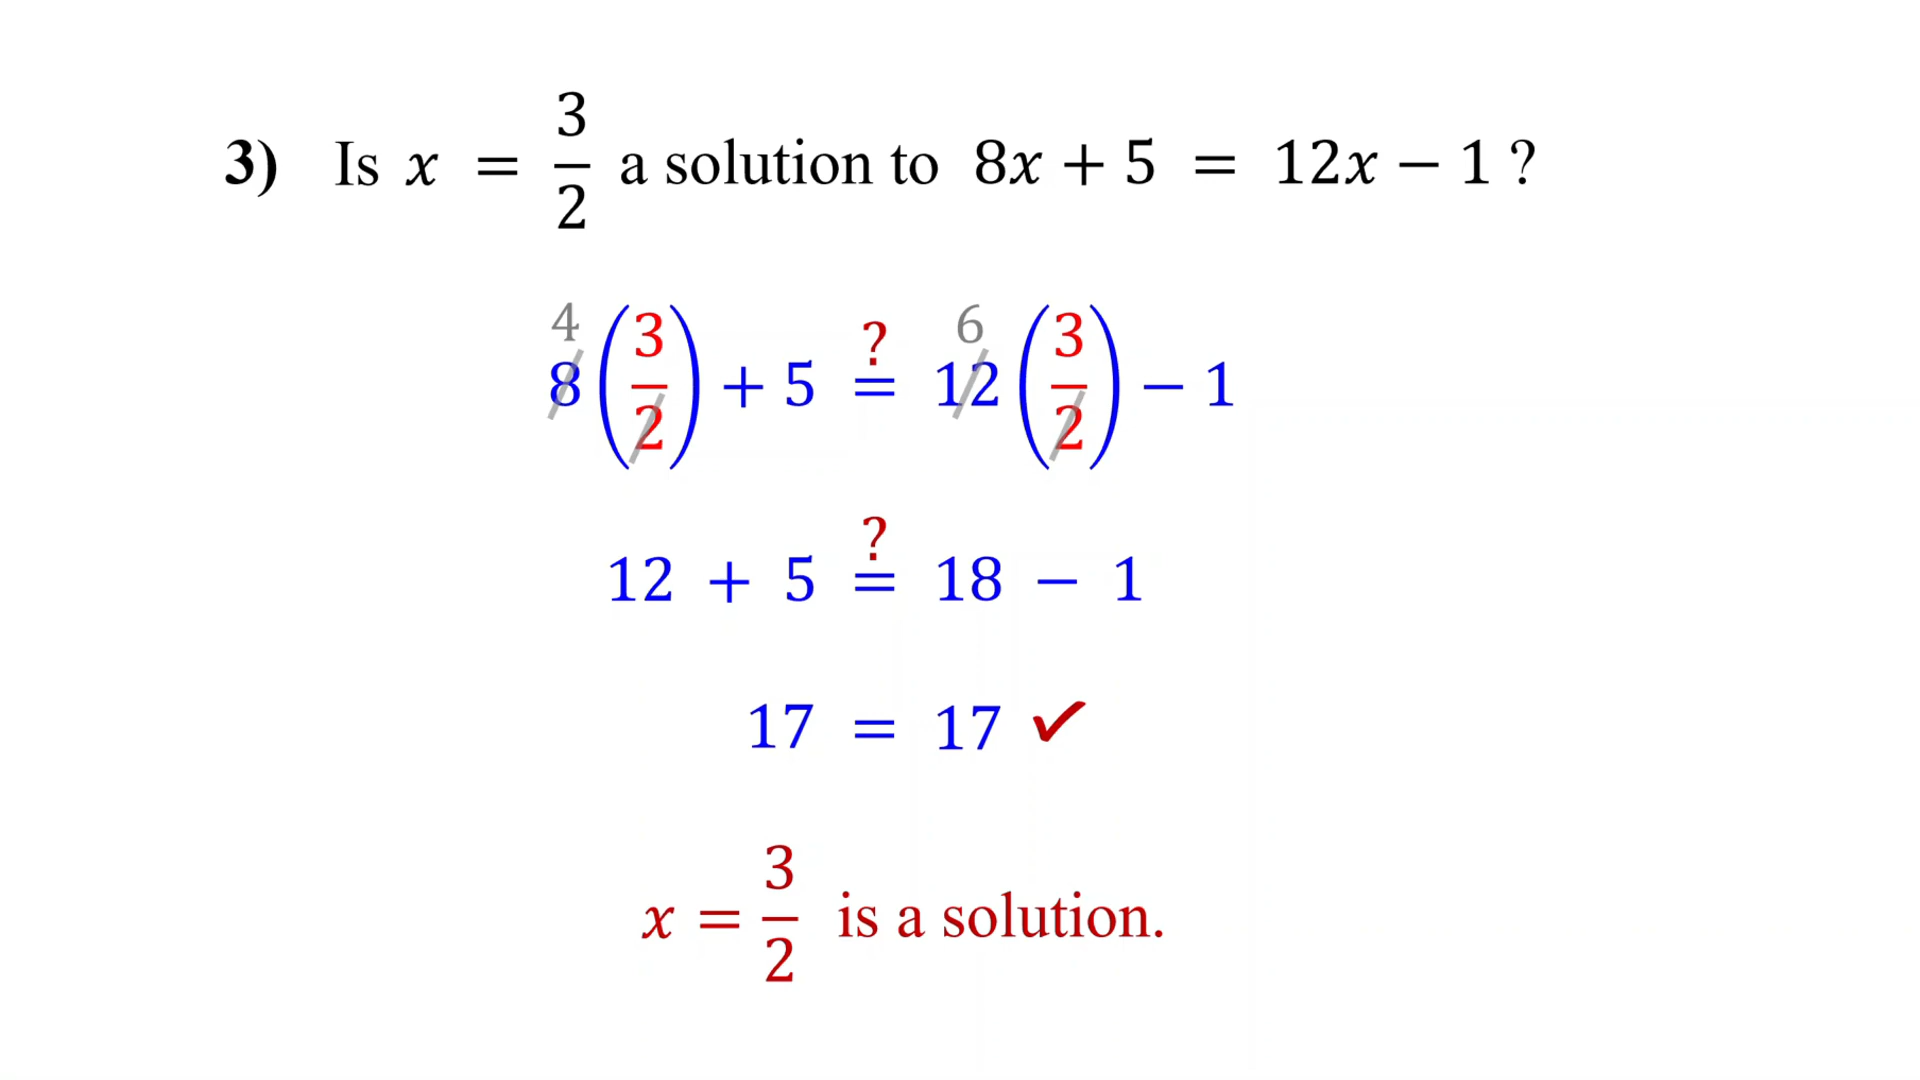 3) Is x = 3/2 a solution to 8x + 5 = 12x − 1 ?
4 6
8(3/2) + 5 ≟ 12(3/2) − 1
12 + 5 ≟ 18 − 1
17 = 17 ✓
x = 3/2 is a solution.